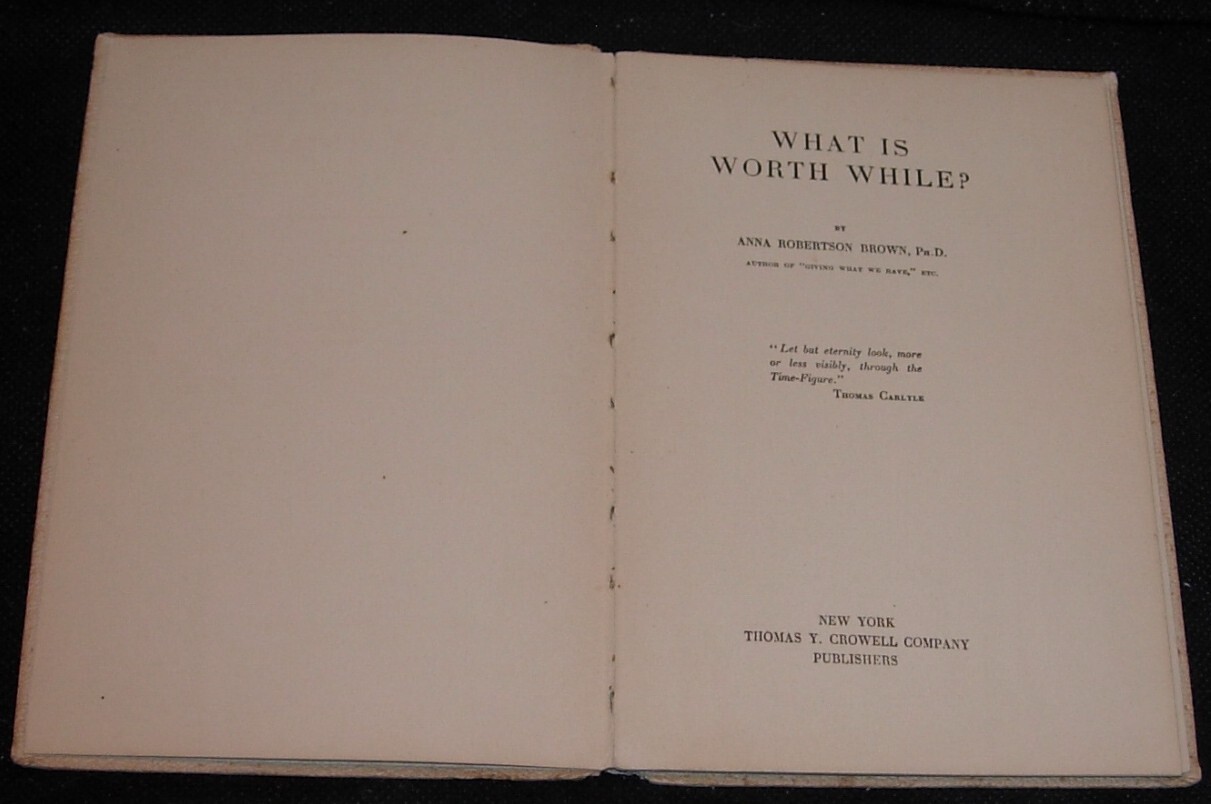 WHAT IS
WORTH WHILE?
BY
ANNA ROBERTSON BROWN, PH.D.
AUTHOR OF "GIVING WHAT WE HAVE," ETC.
"Let but eternity look, more
or less visibly, through the
Time-Figure."
THOMAS CARLYLE
NEW YORK
THOMAS Y. CROWELL COMPANY
PUBLISHERS